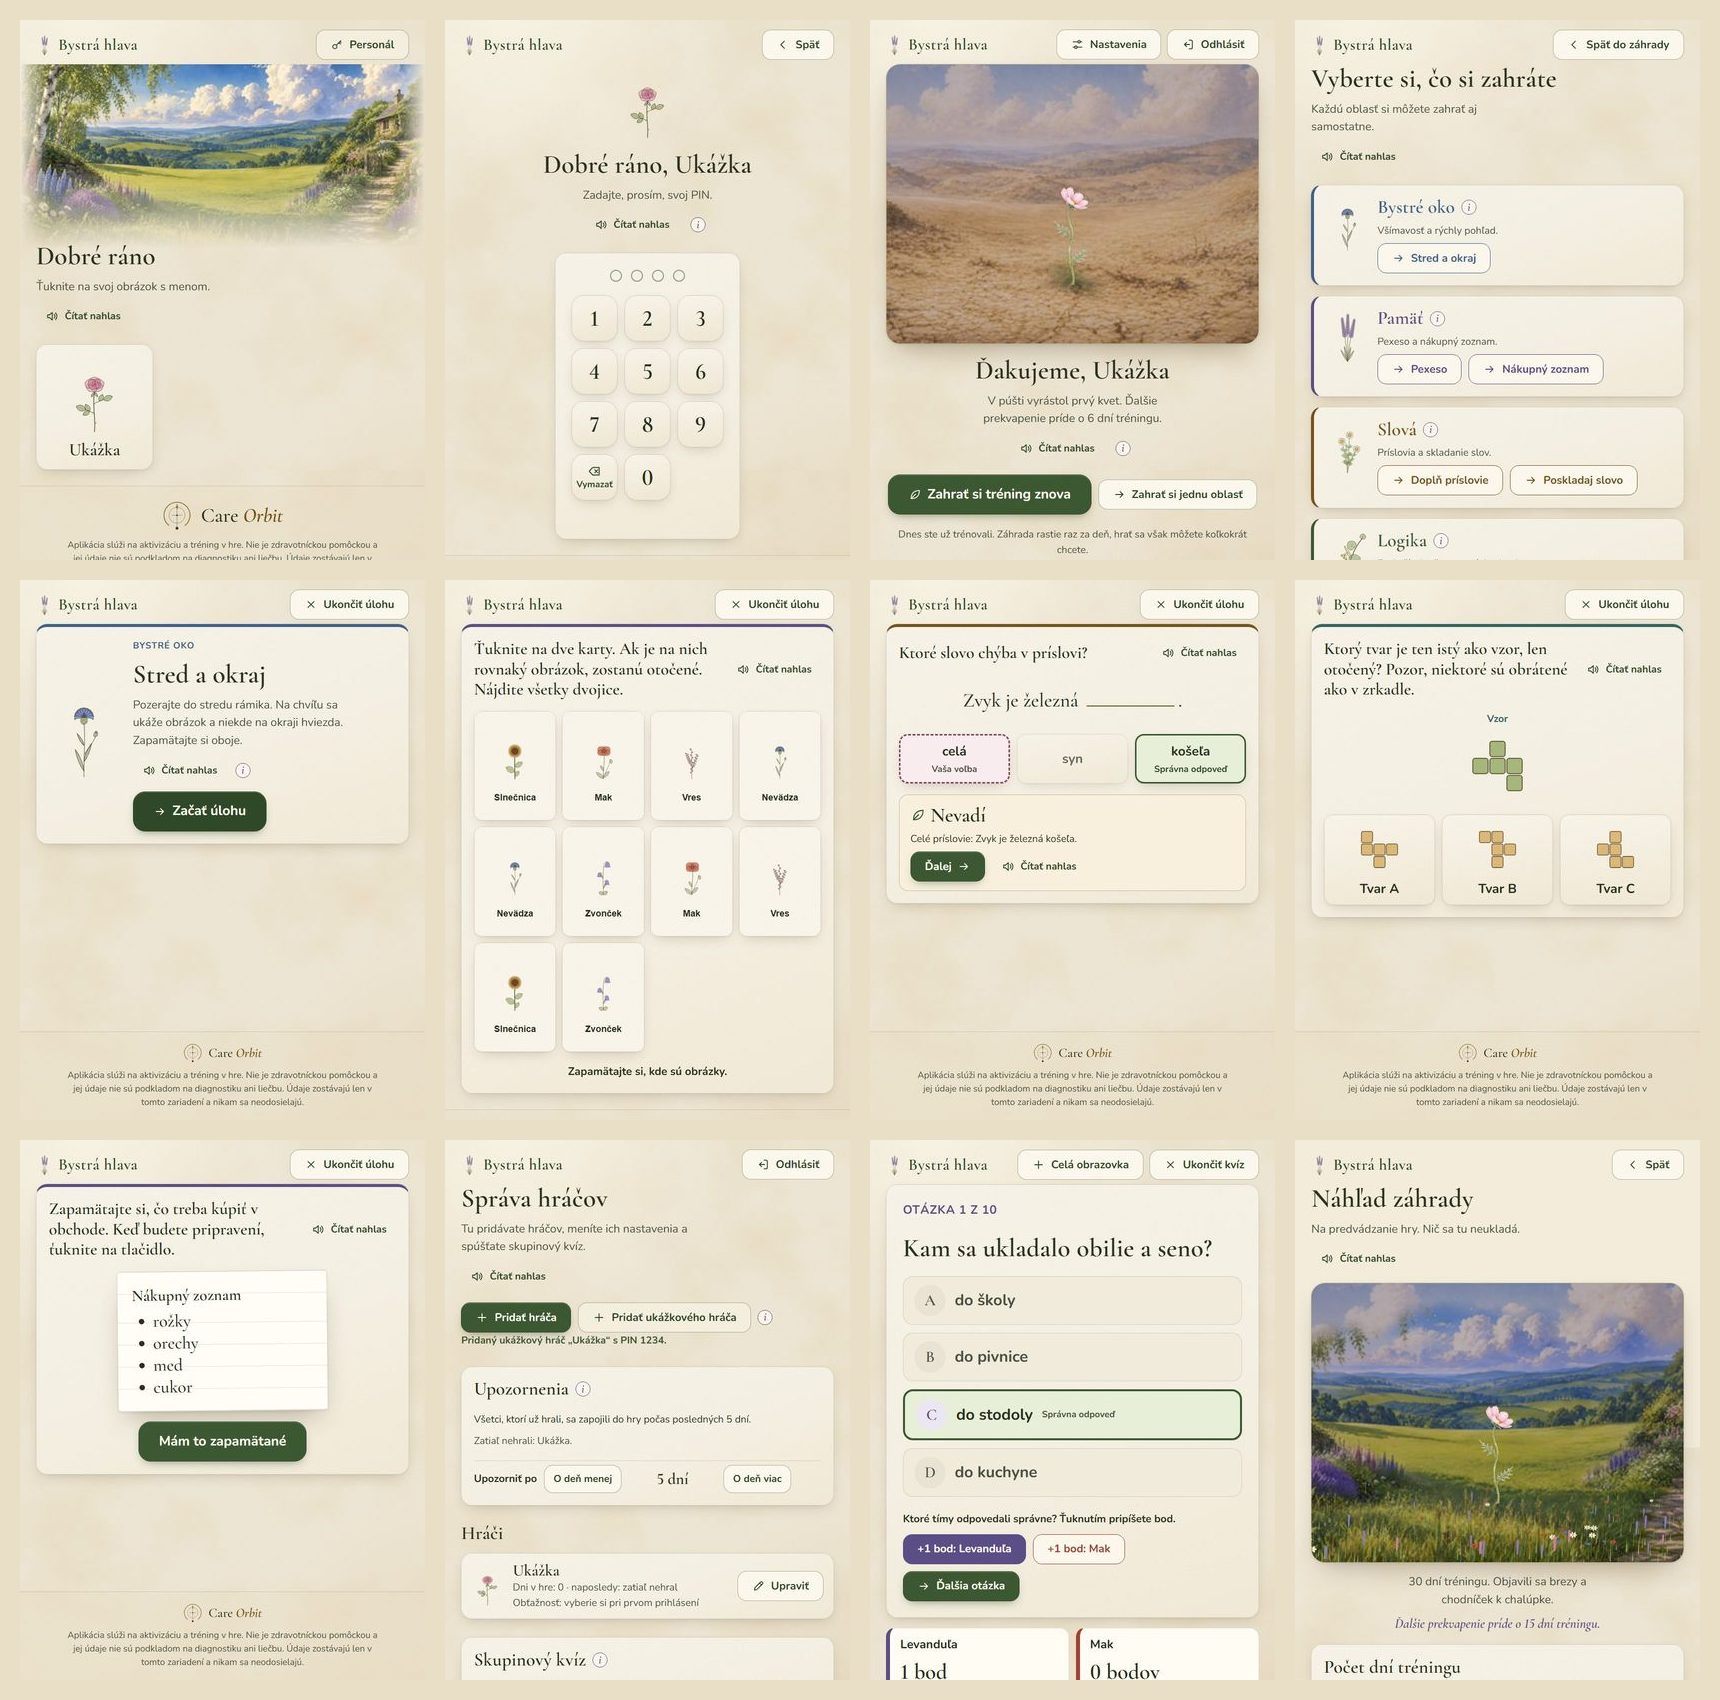 Bystrá hlava
Personál
Dobré ráno
Ťuknite na svoj obrázok s menom.
Čítať nahlas
Ukážka
Care Orbit
Aplikácia slúži na aktivizáciu a tréning v hre. Nie je zdravotníckou pomôckou a
jej údaje nie sú podkladom na diagnostiku ani liečbu. Údaje zostávajú len v
Bystrá hlava
Späť
Dobré ráno, Ukážka
Zadajte, prosím, svoj PIN.
Čítať nahlas i
1 2 3
4 5 6
7 8 9
Vymazať 0
Bystrá hlava
Nastavenia
Odhlásiť
Ďakujeme, Ukážka
V púšti vyrástol prvý kvet. Ďalšie
prekvapenie príde o 6 dní tréningu.
Čítať nahlas i
Zahrať si tréning znova
Zahrať si jednu oblasť
Dnes ste už trénovali. Záhrada rastie raz za deň, hrať sa však môžete koľkokrát
chcete.
Bystrá hlava
Späť do záhrady
Vyberte si, čo si zahráte
Každú oblasť si môžete zahrať aj
samostatne.
Čítať nahlas
Bystré oko i
Všímavosť a rýchly pohľad.
Stred a okraj
Pamäť i
Pexeso a nákupný zoznam.
Pexeso
Nákupný zoznam
Slová i
Príslovia a skladanie slov.
Doplň príslovie
Poskladaj slovo
Logika i
Bystrá hlava
Ukončiť úlohu
BYSTRÉ OKO
Stred a okraj
Pozerajte do stredu rámika. Na chvíľu sa
ukáže obrázok a niekde na okraji hviezda.
Zapamätajte si oboje.
Čítať nahlas i
Začať úlohu
Care Orbit
Aplikácia slúži na aktivizáciu a tréning v hre. Nie je zdravotníckou pomôckou a
jej údaje nie sú podkladom na diagnostiku ani liečbu. Údaje zostávajú len v
tomto zariadení a nikam sa neodosielajú.
Bystrá hlava
Ukončiť úlohu
Ťuknite na dve karty. Ak je na nich
rovnaký obrázok, zostanú otočené.
Nájdite všetky dvojice.
Čítať nahlas
Slnečnica Mak Vres Nevädza
Nevädza Zvonček Mak Vres
Slnečnica Zvonček
Zapamätajte si, kde sú obrázky.
Bystrá hlava
Ukončiť úlohu
Ktoré slovo chýba v prísloví?
Čítať nahlas
Zvyk je železná ________ .
celá
Vaša voľba
syn
košeľa
Správna odpoveď
Nevadí
Celé príslovie: Zvyk je železná košeľa.
Ďalej
Čítať nahlas
Care Orbit
Aplikácia slúži na aktivizáciu a tréning v hre. Nie je zdravotníckou pomôckou a
jej údaje nie sú podkladom na diagnostiku ani liečbu. Údaje zostávajú len v
tomto zariadení a nikam sa neodosielajú.
Bystrá hlava
Ukončiť úlohu
Ktorý tvar je ten istý ako vzor, len
otočený? Pozor, niektoré sú obrátené
ako v zrkadle.
Čítať nahlas
Vzor
Tvar A Tvar B Tvar C
Care Orbit
Aplikácia slúži na aktivizáciu a tréning v hre. Nie je zdravotníckou pomôckou a
jej údaje nie sú podkladom na diagnostiku ani liečbu. Údaje zostávajú len v
tomto zariadení a nikam sa neodosielajú.
Bystrá hlava
Ukončiť úlohu
Zapamätajte si, čo treba kúpiť v
obchode. Keď budete pripravení,
ťuknite na tlačidlo.
Čítať nahlas
Nákupný zoznam
• rožky
• orechy
• med
• cukor
Mám to zapamätané
Care Orbit
Aplikácia slúži na aktivizáciu a tréning v hre. Nie je zdravotníckou pomôckou a
jej údaje nie sú podkladom na diagnostiku ani liečbu. Údaje zostávajú len v
tomto zariadení a nikam sa neodosielajú.
Bystrá hlava
Odhlásiť
Správa hráčov
Tu pridávate hráčov, meníte ich nastavenia a
spúšťate skupinový kvíz.
Čítať nahlas
+ Pridať hráča
+ Pridať ukážkového hráča i
Pridaný ukážkový hráč „Ukážka“ s PIN 1234.
Upozornenia i
Všetci, ktorí už hrali, sa zapojili do hry počas posledných 5 dní.
Zatiaľ nehrali: Ukážka.
Upozorniť po
O deň menej
5 dní
O deň viac
Hráči
Ukážka
Dni v hre: 0 · naposledy: zatiaľ nehral
Obťažnosť: vyberie si pri prvom prihlásení
Upraviť
Skupinový kvíz i
Bystrá hlava
+ Celá obrazovka
Ukončiť kvíz
OTÁZKA 1 Z 10
Kam sa ukladalo obilie a seno?
A do školy
B do pivnice
C do stodoly Správna odpoveď
D do kuchyne
Ktoré tímy odpovedali správne? Ťuknutím pripíšete bod.
+1 bod: Levanduľa
+1 bod: Mak
Ďalšia otázka
Levanduľa
1 bod
Mak
0 bodov
Bystrá hlava
Späť
Náhľad záhrady
Na predvádzanie hry. Nič sa tu neukladá.
Čítať nahlas
30 dní tréningu. Objavili sa brezy a
chodníček k chalúpke.
Ďalšie prekvapenie príde o 15 dní tréningu.
Počet dní tréningu